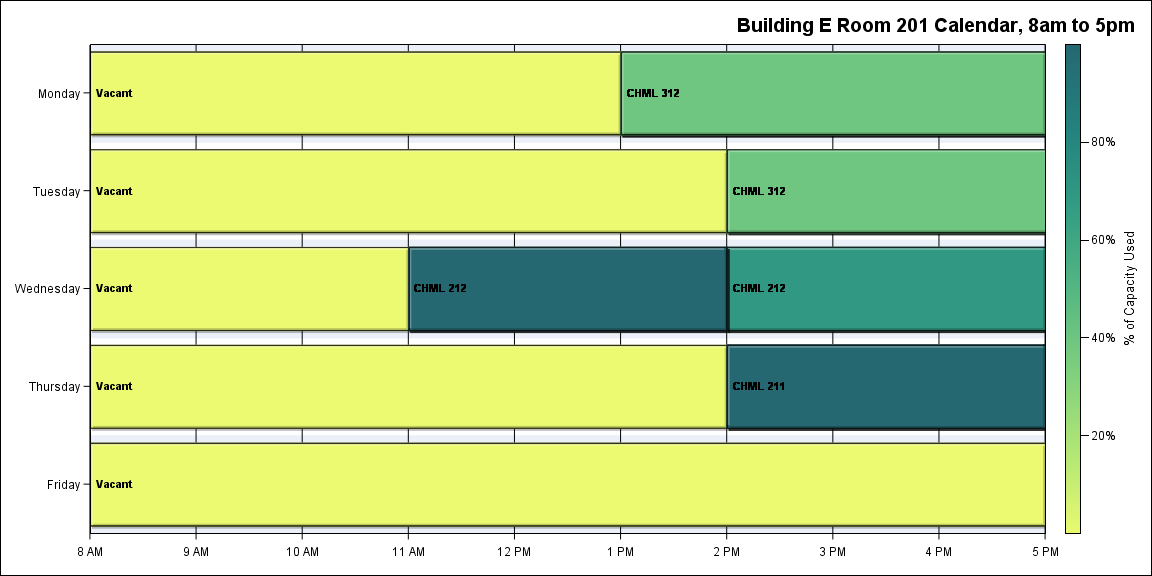 Building E Room 201 Calendar, 8am to 5pm
Monday
Vacant
CHML 312
Tuesday
Vacant
CHML 312
Wednesday
Vacant
CHML 212
CHML 212
Thursday
Vacant
CHML 211
Friday
Vacant
8 AM 9 AM 10 AM 11 AM 12 PM 1 PM 2 PM 3 PM 4 PM 5 PM
80%
60%
40%
20%
% of Capacity Used